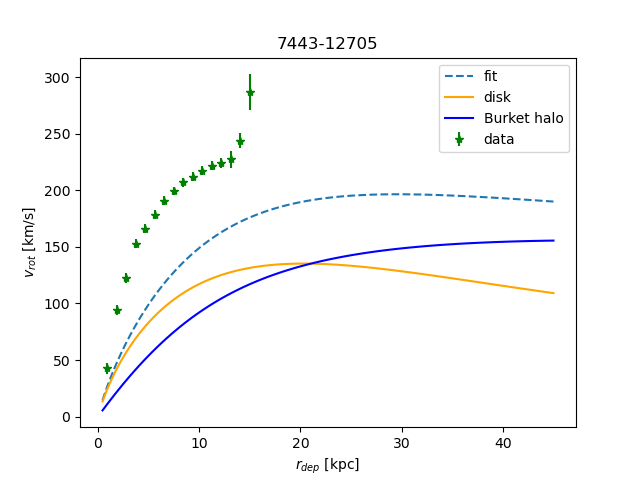 7443-12705
fit
disk
Burket halo
data
300
250
200
150
100
50
0
v_rot [km/s]
0 10 20 30 40
r_dep [kpc]